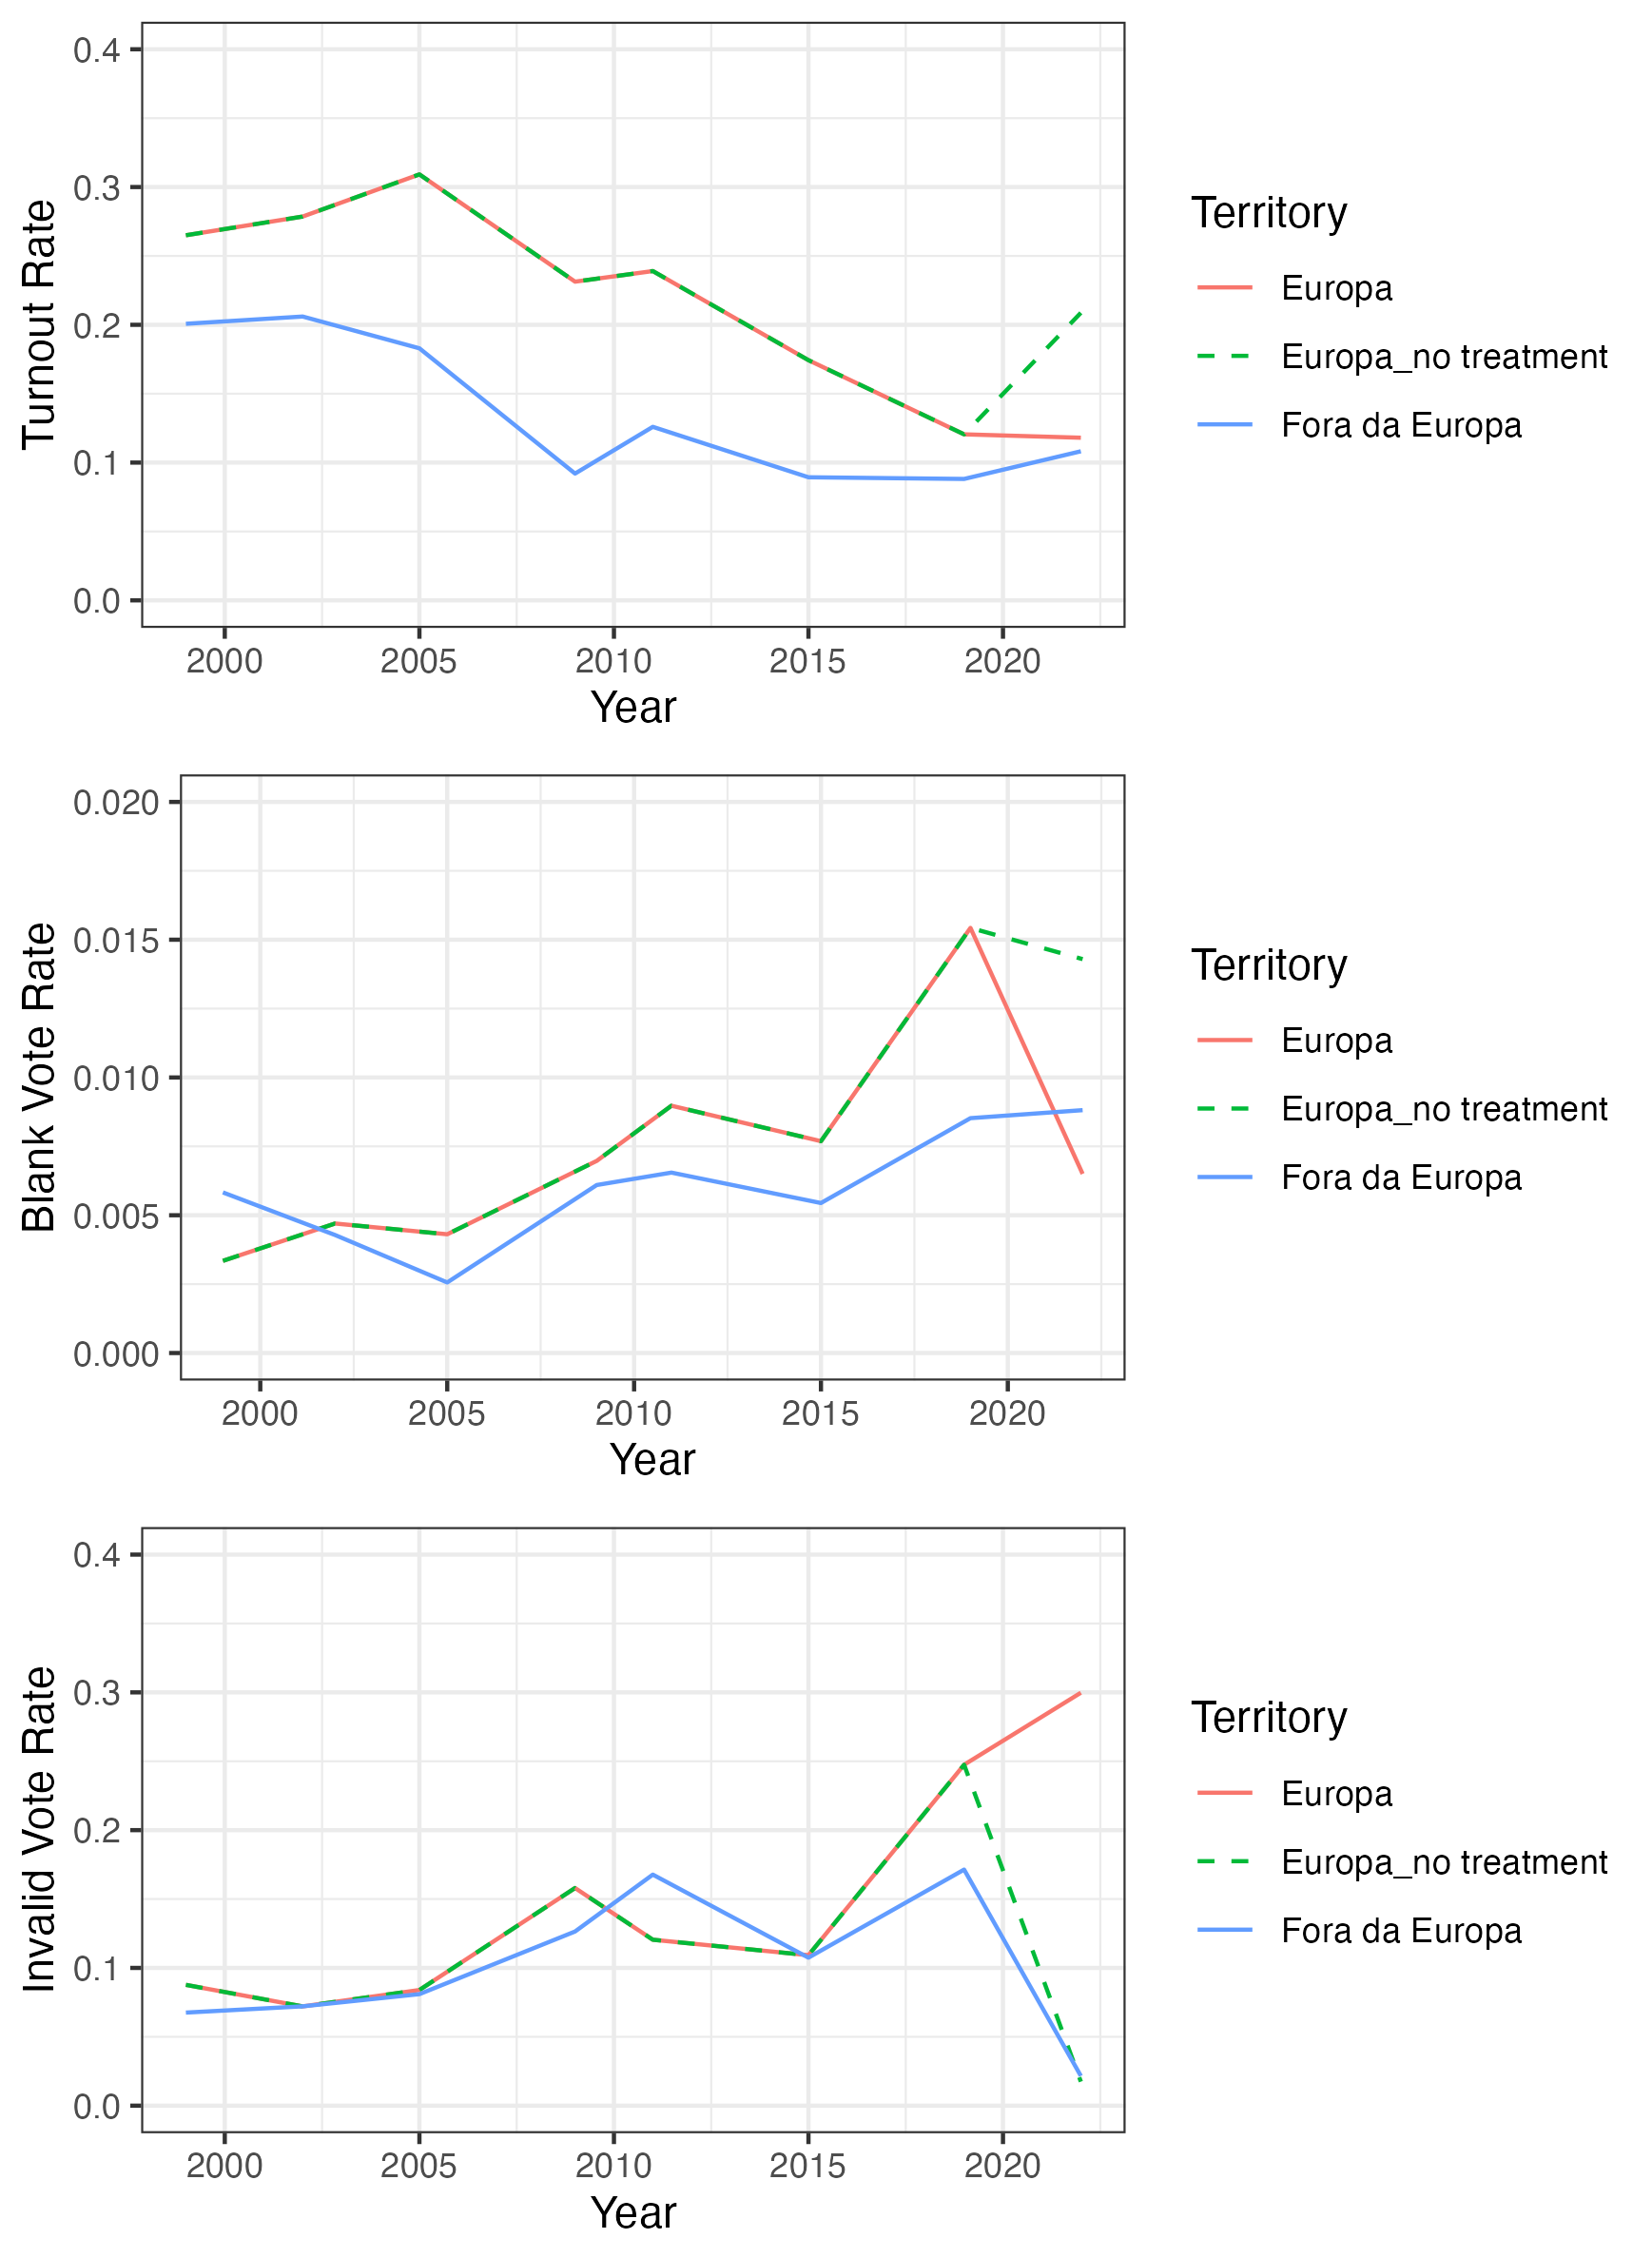 Turnout Rate
0.4
0.3
0.2
0.1
0.0
2000 2005 2010 2015 2020
Year
Territory
Europa
Europa_no treatment
Fora da Europa
Blank Vote Rate
0.020
0.015
0.010
0.005
0.000
2000 2005 2010 2015 2020
Year
Territory
Europa
Europa_no treatment
Fora da Europa
Invalid Vote Rate
0.4
0.3
0.2
0.1
0.0
2000 2005 2010 2015 2020
Year
Territory
Europa
Europa_no treatment
Fora da Europa